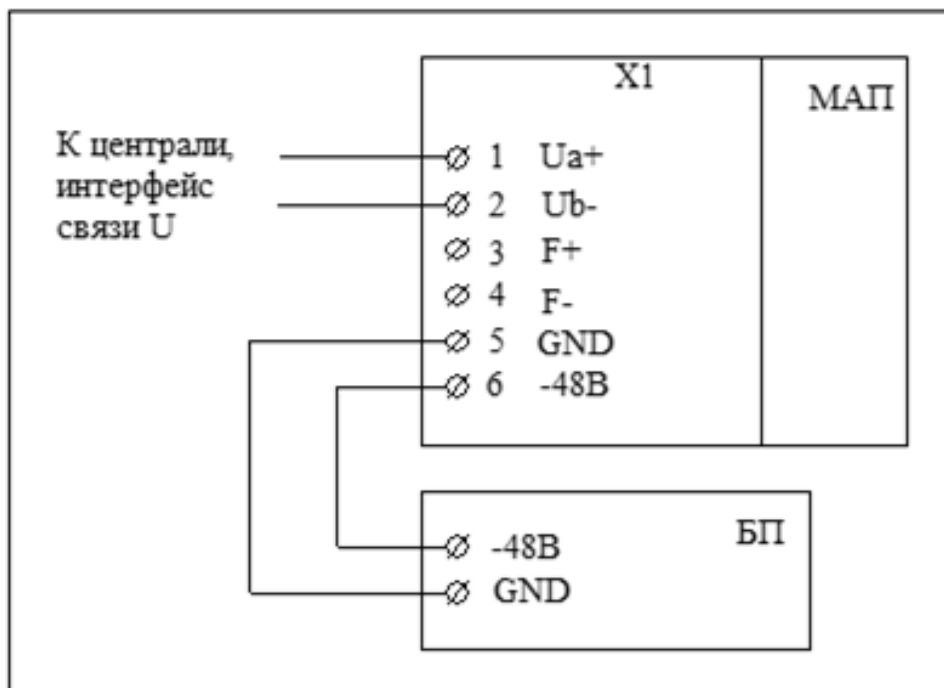 X1
МАП
К централи,
интерфейс
связи U
1 Ua+
2 Ub-
3 F+
4 F-
5 GND
6 -48В
БП
-48В
GND